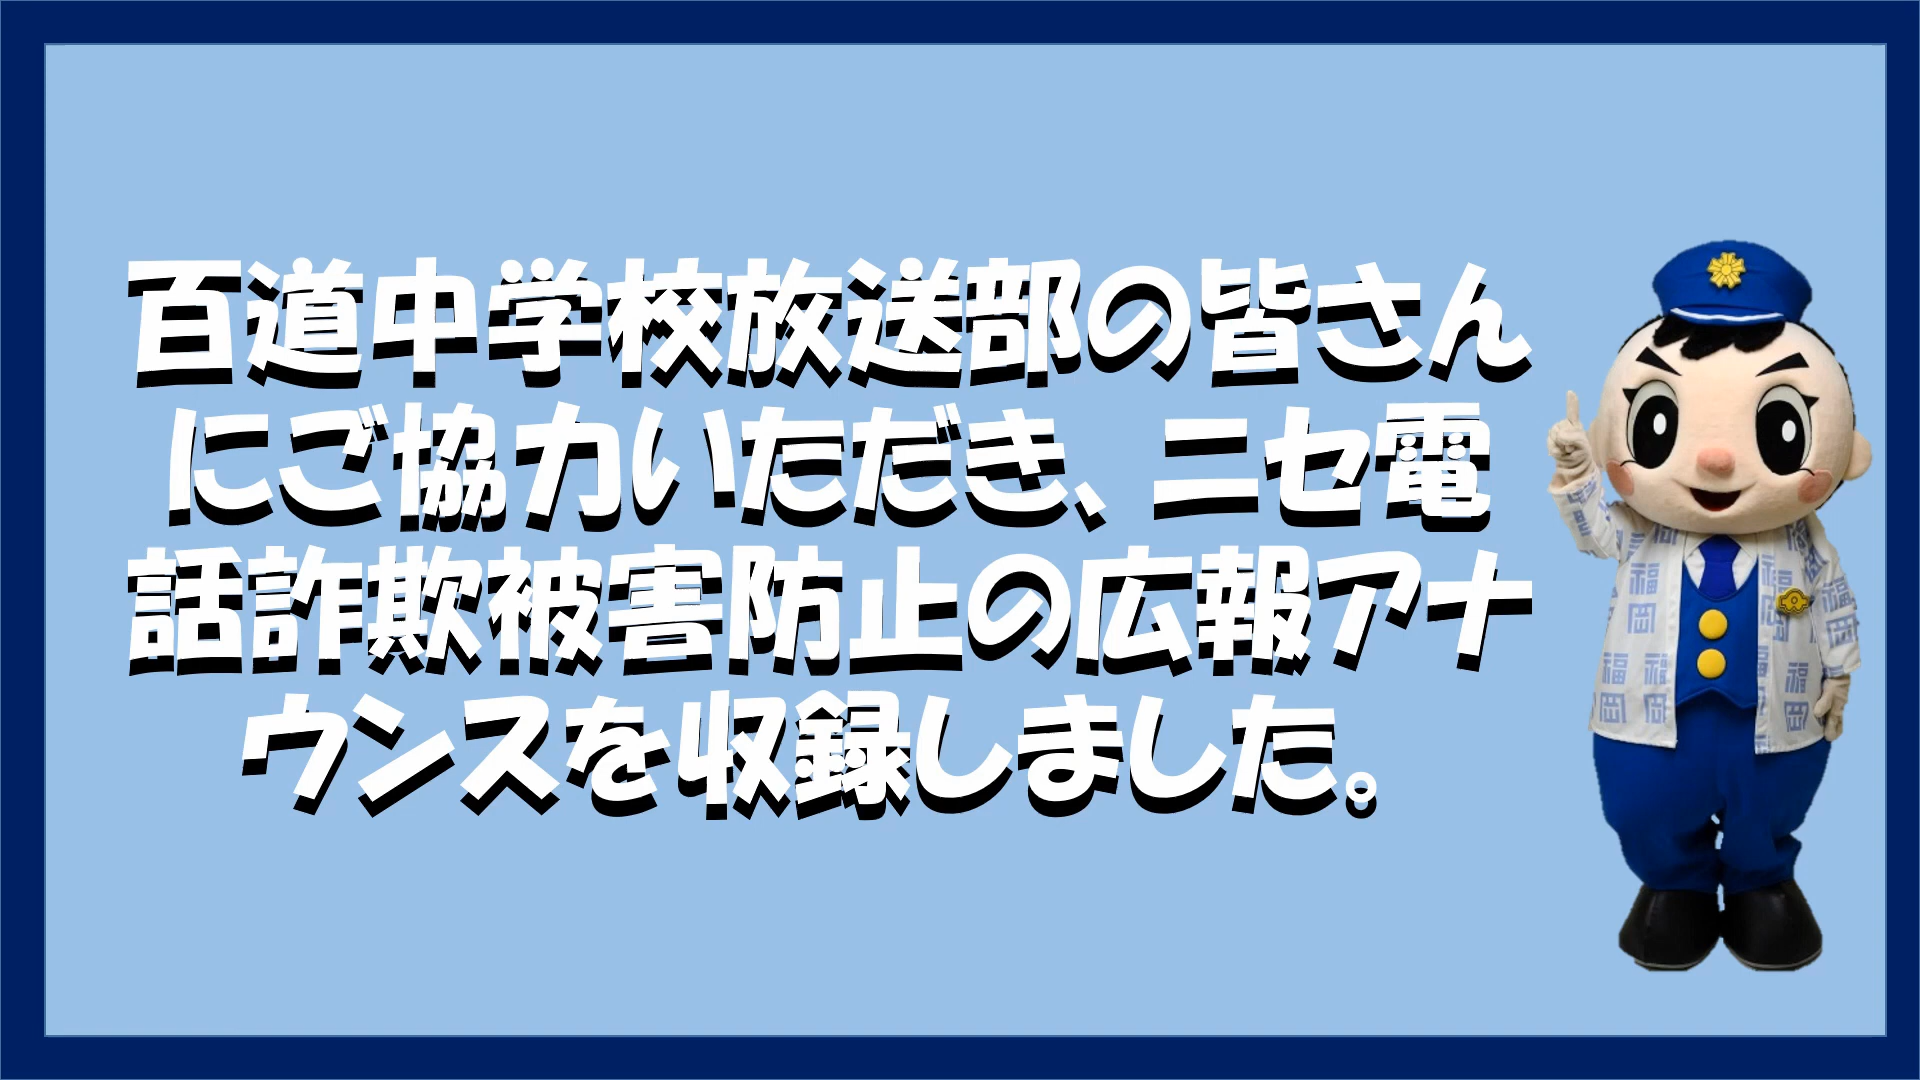 百道中学校放送部の皆さん
にご協力いただき、ニセ電
話詐欺被害防止の広報アナ
ウンスを収録しました。
福岡